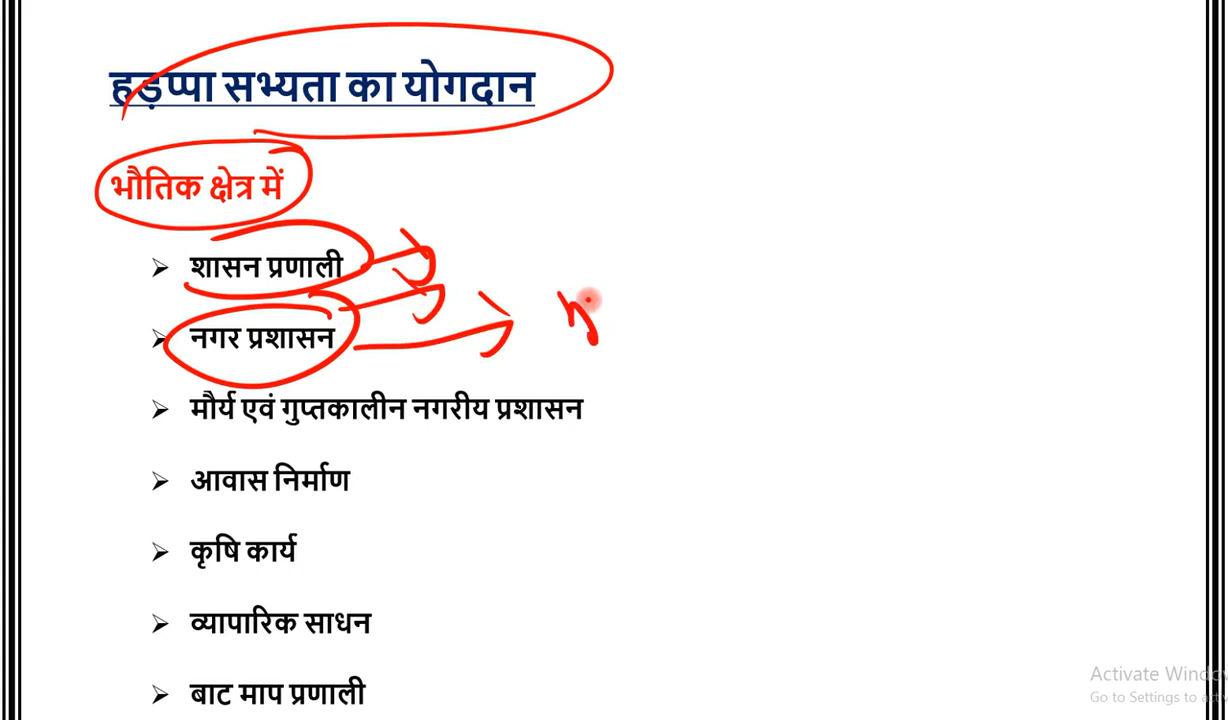 हड़प्पा सभ्यता का योगदान
भौतिक क्षेत्र में
➢ शासन प्रणाली
➢ नगर प्रशासन
➢ मौर्य एवं गुप्तकालीन नगरीय प्रशासन
➢ आवास निर्माण
➢ कृषि कार्य
➢ व्यापारिक साधन
➢ बाट माप प्रणाली
Activate Windo
Go to Settings to